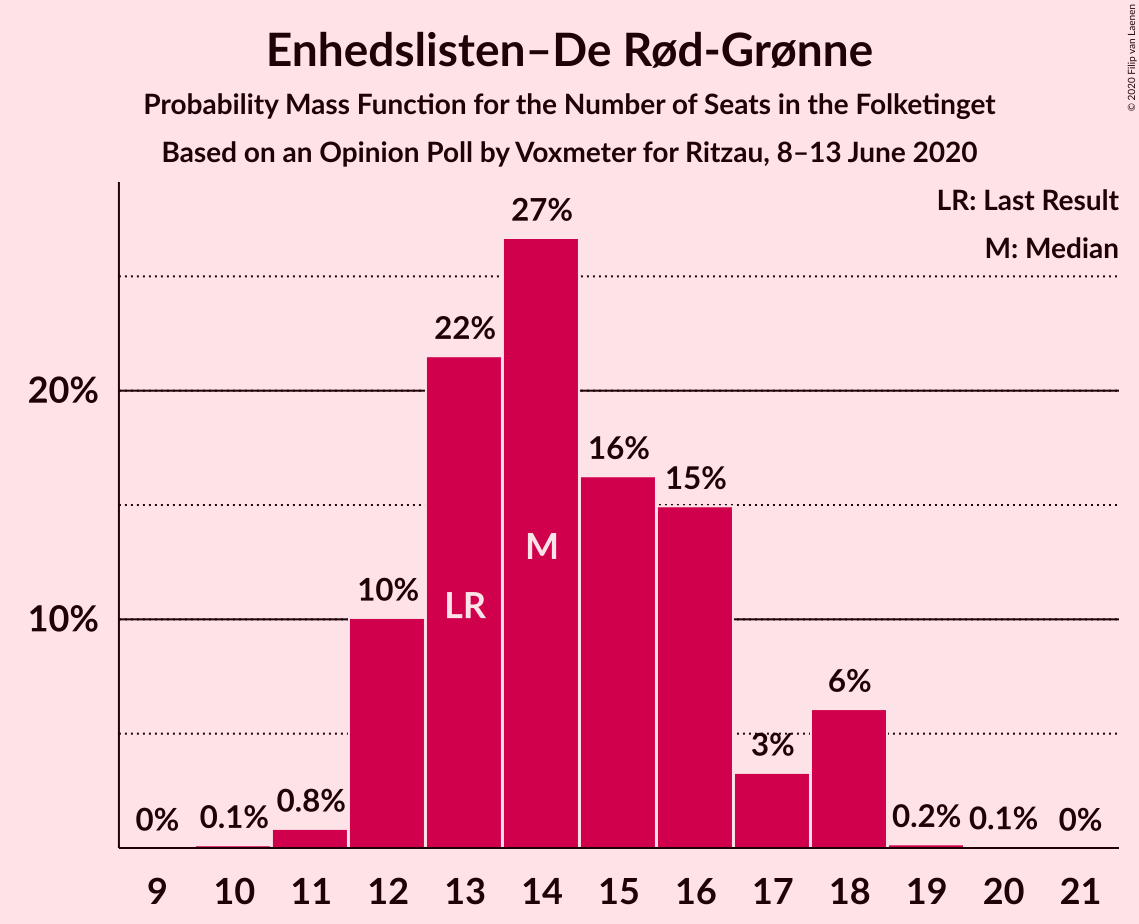 Enhedslisten–De Rød-Grønne
Probability Mass Function for the Number of Seats in the Folketinget
Based on an Opinion Poll by Voxmeter for Ritzau, 8–13 June 2020
© 2020 Filip van Laenen
LR: Last Result
M: Median
27%
22%
20%
16%
15%
M
10%
LR
10%
6%
3%
0%
0.1%
0.8%
0.2%
0.1%
0%
9 10 11 12 13 14 15 16 17 18 19 20 21